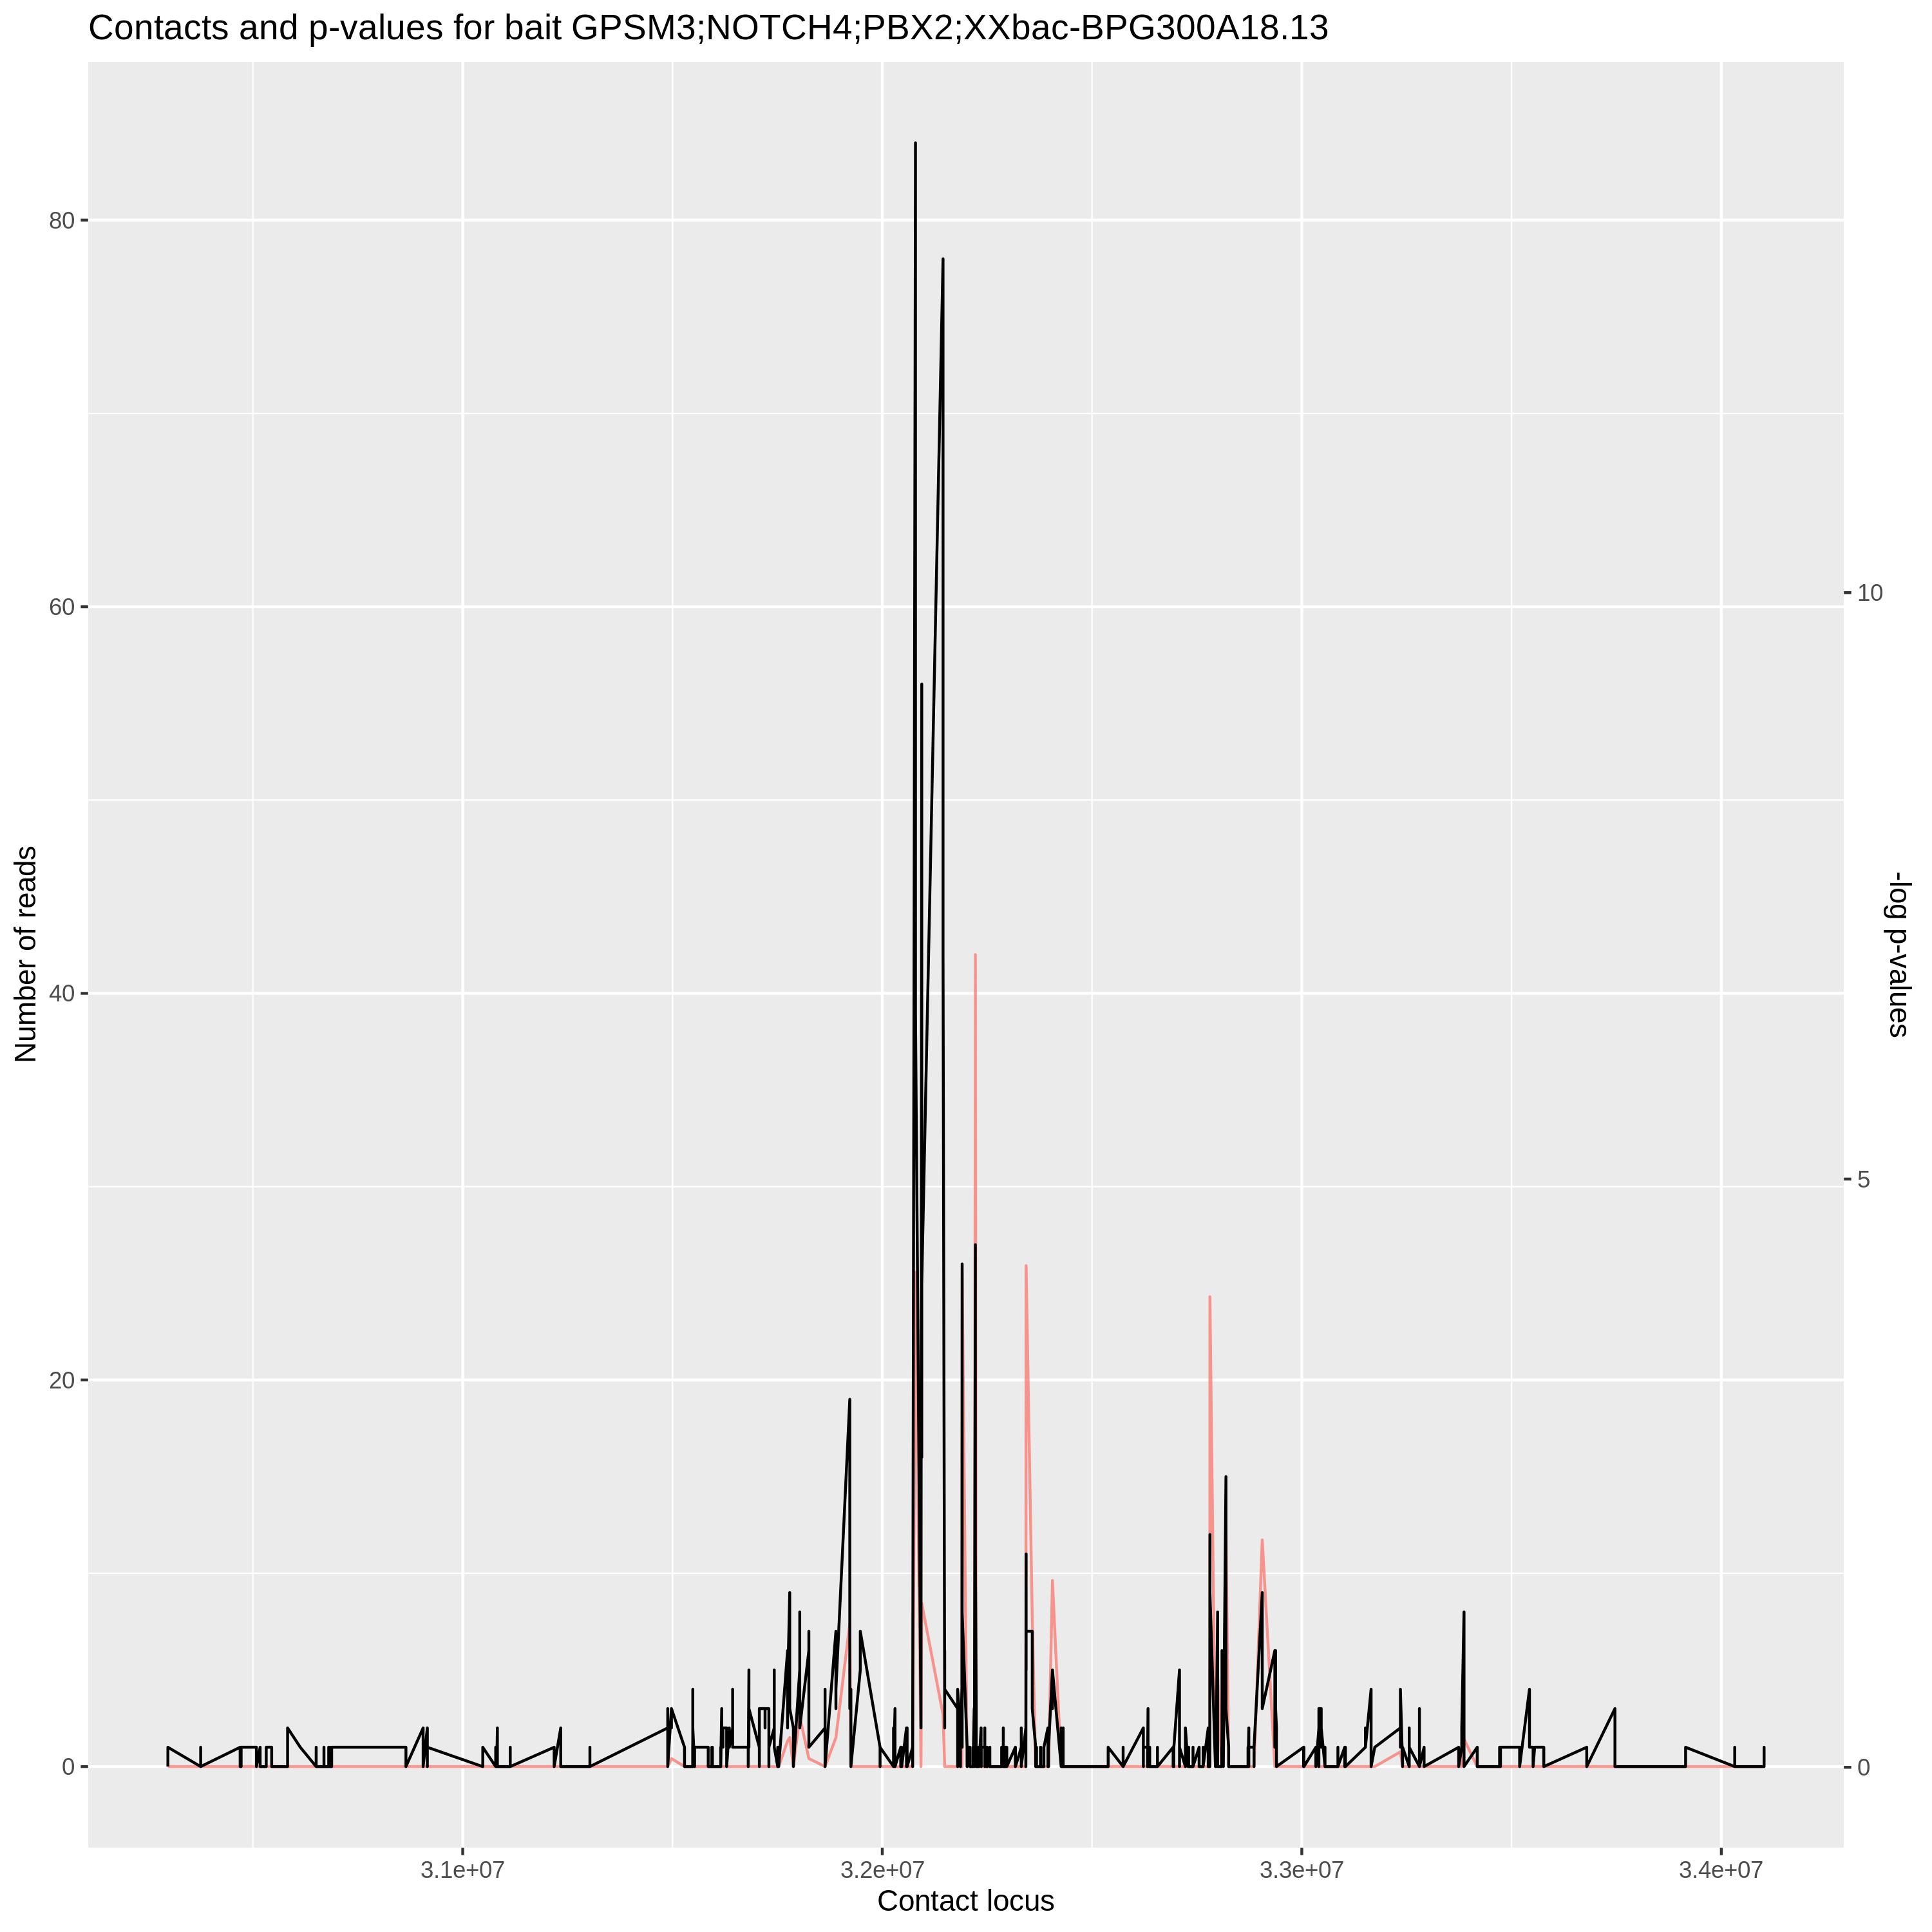 Contacts and p-values for bait GPSM3;NOTCH4;PBX2;XXbac-BPG300A18.13
80
60
40
20
0
Number of reads
10
5
0
-log p-values
3.1e+07
3.2e+07
3.3e+07
3.4e+07
Contact locus